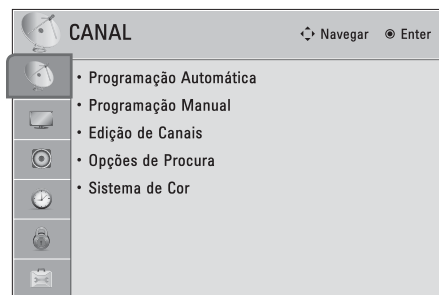 CANAL
Navegar
Enter
• Programação Automática
• Programação Manual
• Edição de Canais
• Opções de Procura
• Sistema de Cor